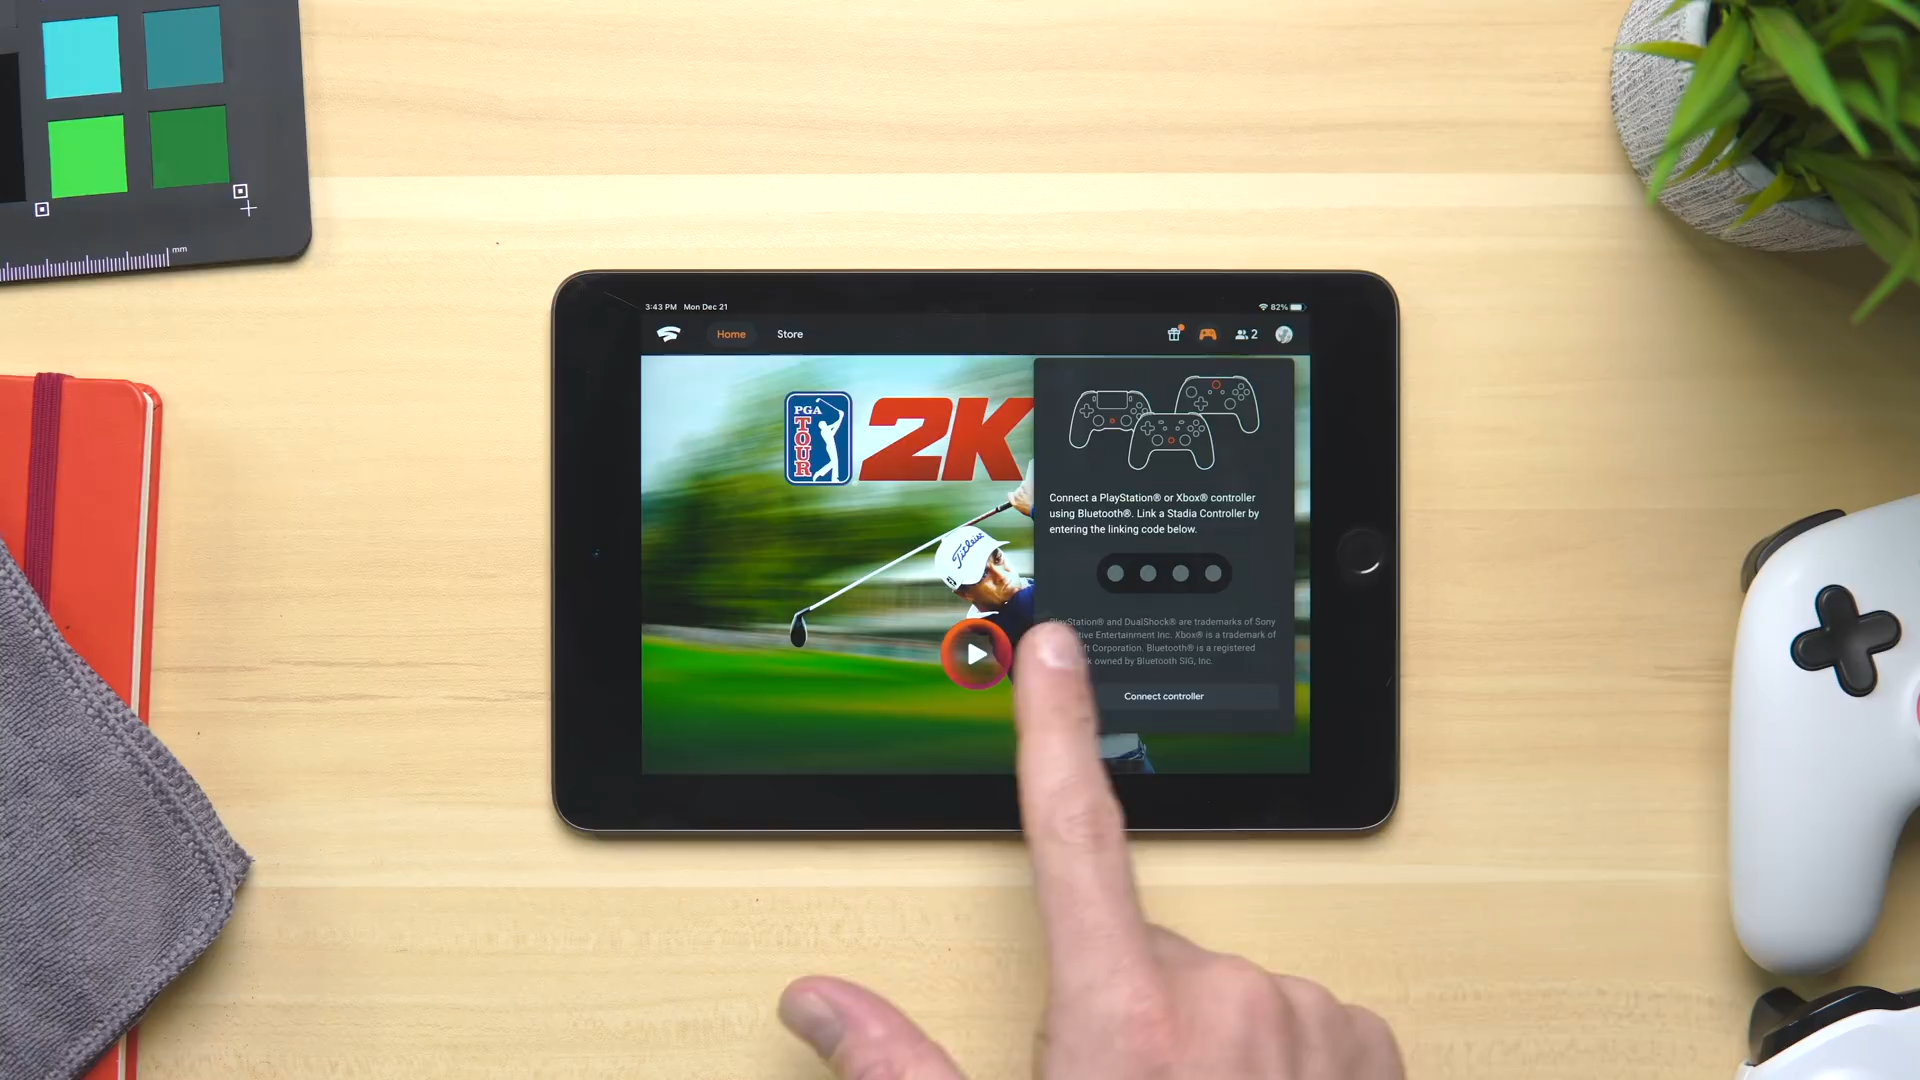 mm
3:43 PM Mon Dec 21
82%
Home
Store
2
PGA
TOUR
2K
Titleist
Connect a PlayStation® or Xbox® controller
using Bluetooth®. Link a Stadia Controller by
entering the linking code below.
PlayStation® and DualShock® are trademarks of Sony
Entertainment Inc. Xbox® is a trademark of
Corporation. Bluetooth® is a registered
owned by Bluetooth SIG, Inc.
Connect controller